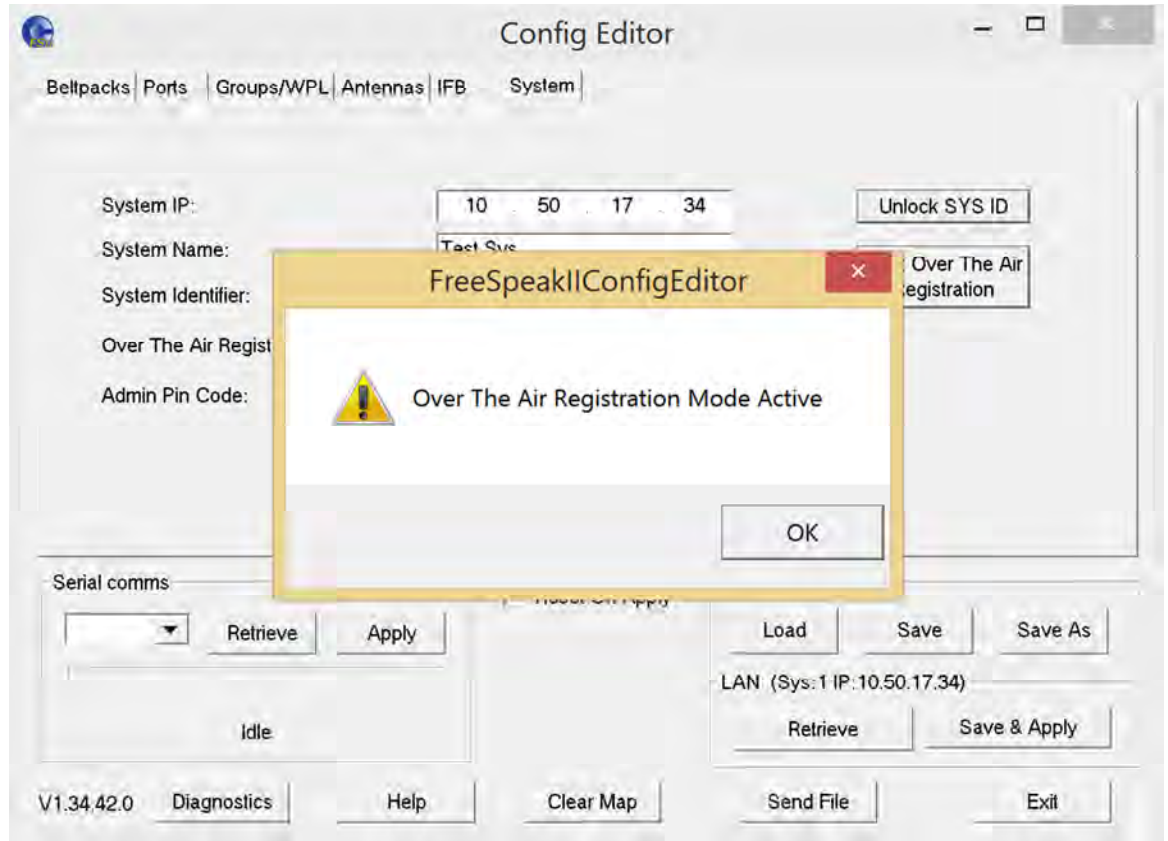 Config Editor
Beltpacks Ports Groups/WPL Antennas IFB System
System IP: 10 . 50 . 17 . 34 Unlock SYS ID
System Name: Test Sys
Over The Air
System Identifier: egistration
FreeSpeakIIConfigEditor
Over The Air Regist
Admin Pin Code:
Over The Air Registration Mode Active
OK
Serial comms
Retrieve Apply
Load Save Save As
LAN (Sys:1 IP:10.50.17.34)
Idle
Retrieve Save & Apply
V1.34.42.0 Diagnostics Help Clear Map Send File Exit